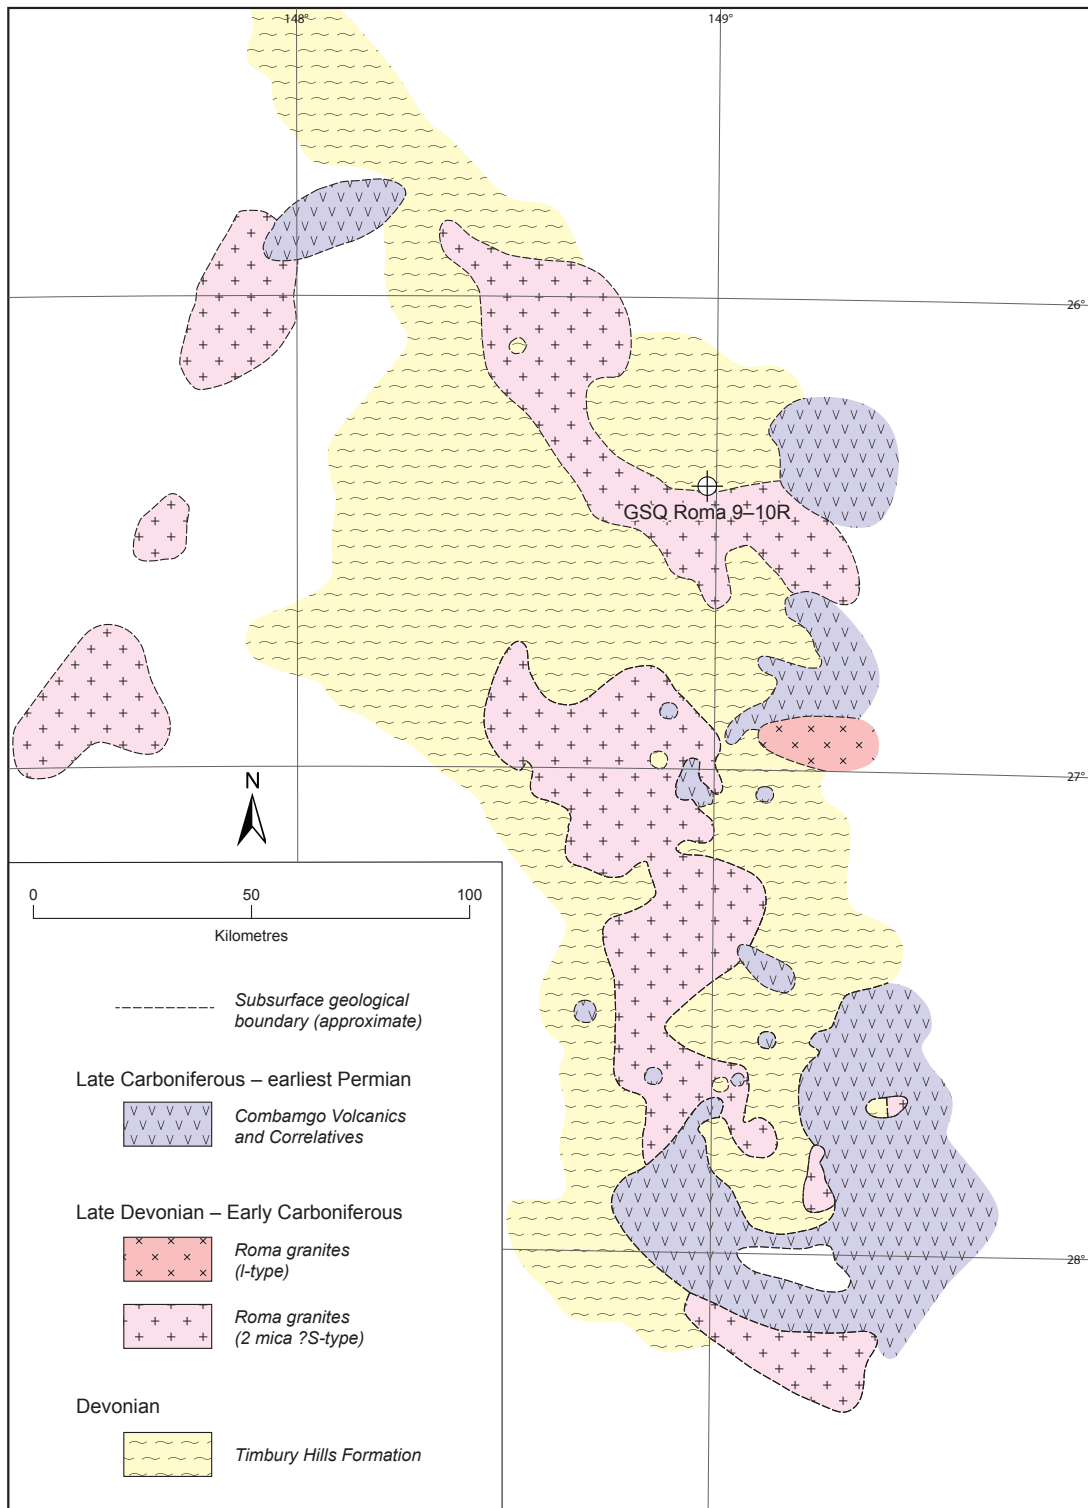 148°
149°
26°
GSQ Roma 9–10R
27°
N
0 50 100
Kilometres
Subsurface geological
boundary (approximate)
Late Carboniferous – earliest Permian
Combamgo Volcanics
and Correlatives
Late Devonian – Early Carboniferous
Roma granites
(I-type)
28°
Roma granites
(2 mica ?S-type)
Devonian
Timbury Hills Formation